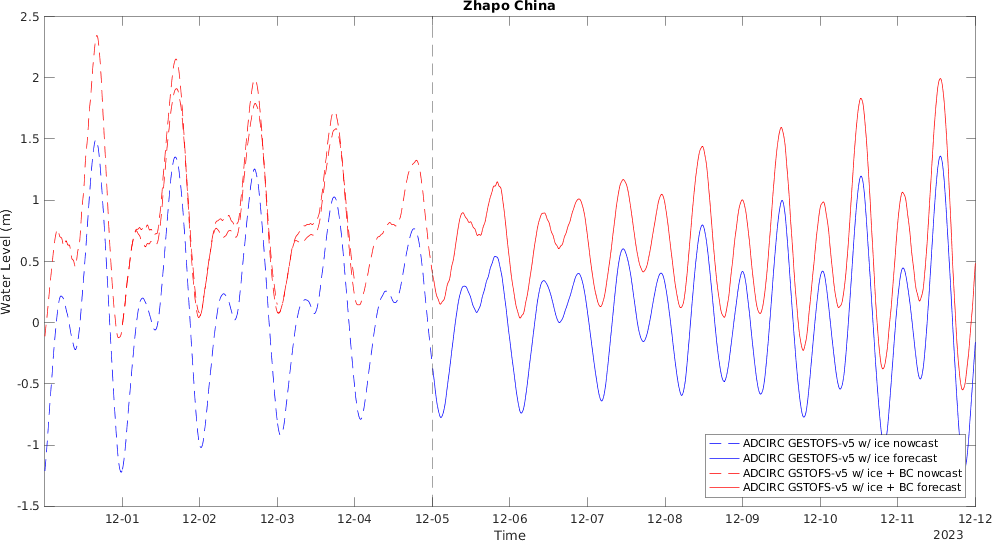 Zhapo China
2.5
2
1.5
1
0.5
0
-0.5
-1
-1.5
Water Level (m)
12-01 12-02 12-03 12-04 12-05 12-06 12-07 12-08 12-09 12-10 12-11 12-12
Time
2023
ADCIRC GESTOFS-v5 w/ ice nowcast
ADCIRC GESTOFS-v5 w/ ice forecast
ADCIRC GSTOFS-v5 w/ ice + BC nowcast
ADCIRC GSTOFS-v5 w/ ice + BC forecast